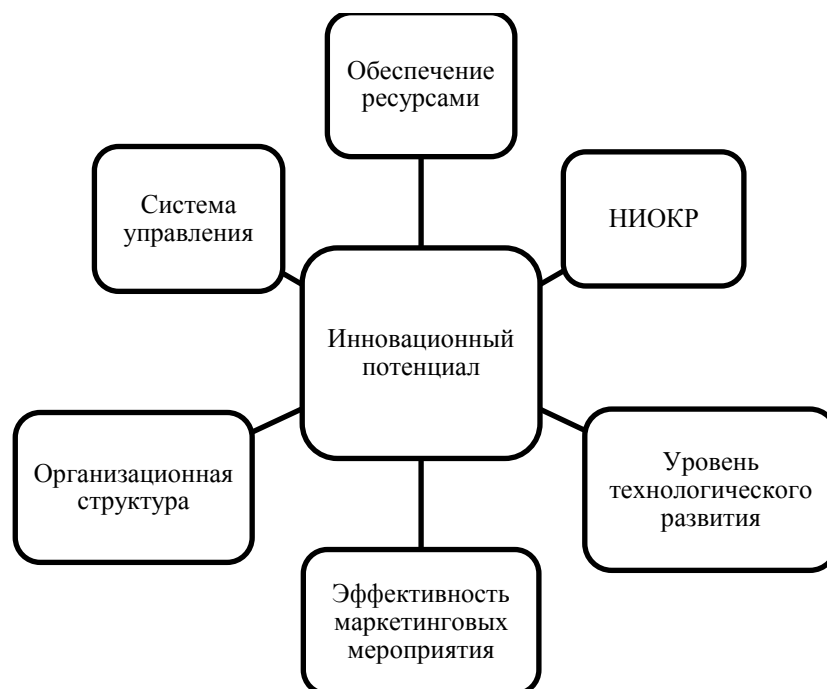 Обеспечение
ресурсами
Система
управления
НИОКР
Инновационный
потенциал
Организационная
структура
Уровень
технологического
развития
Эффективность
маркетинговых
мероприятия